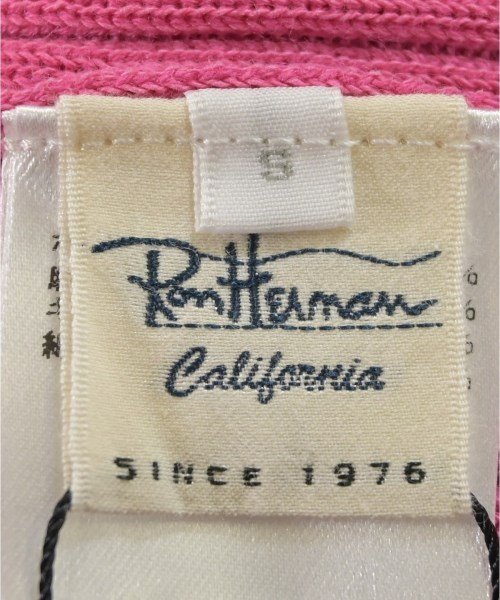 S
Ron Herman
California
SINCE 1976